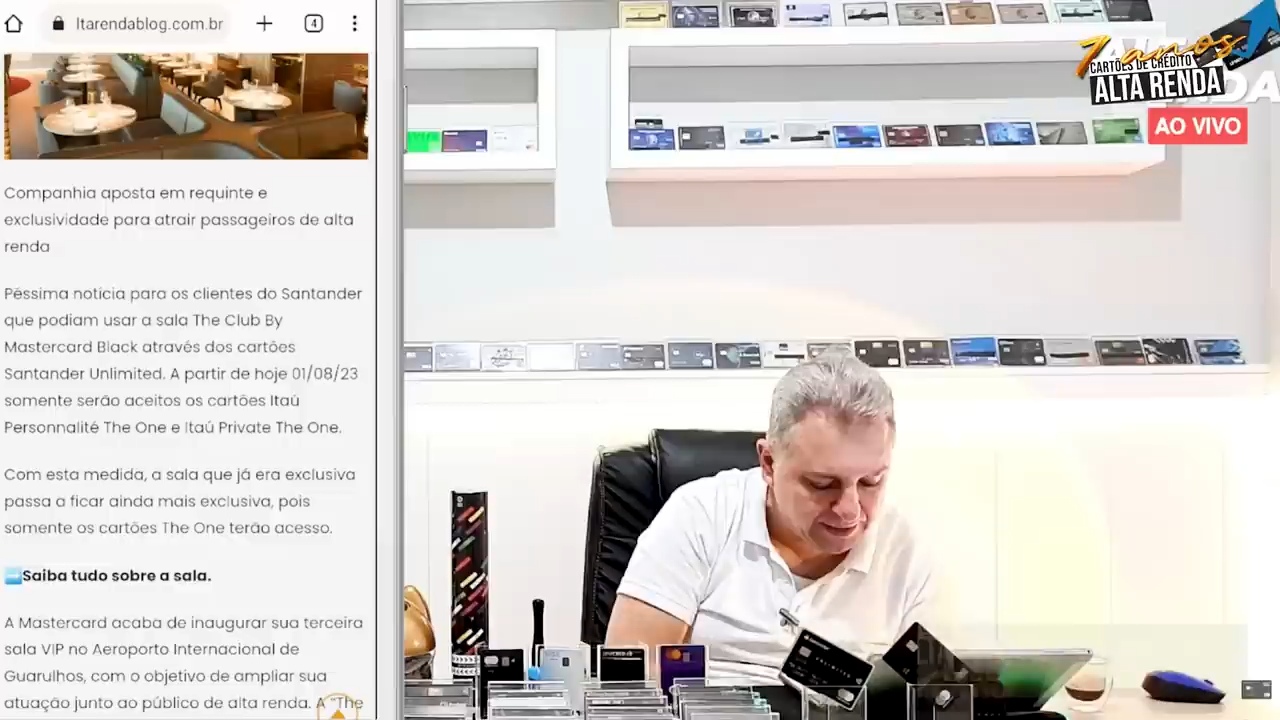 ltarendablog.com.br
4
Companhia aposta em requinte e
exclusividade para atrair passageiros de alta
renda
Péssima notícia para os clientes do Santander
que podiam usar a sala The Club By
Mastercard Black através dos cartões
Santander Unlimited. A partir de hoje 01/08/23
somente serão aceitos os cartões Itaú
Personnalité The One e Itaú Private The One.
Com esta medida, a sala que já era exclusiva
passa a ficar ainda mais exclusiva, pois
somente os cartões The One terão acesso.
Saiba tudo sobre a sala.
A Mastercard acaba de inaugurar sua terceira
sala VIP no Aeroporto Internacional de
Guarulhos, com o objetivo de ampliar sua
atuação junto ao público de alta renda. A "The
7 anos
CARTÕES DE CRÉDITO
ALTA RENDA
AO VIVO
UNLIMITED